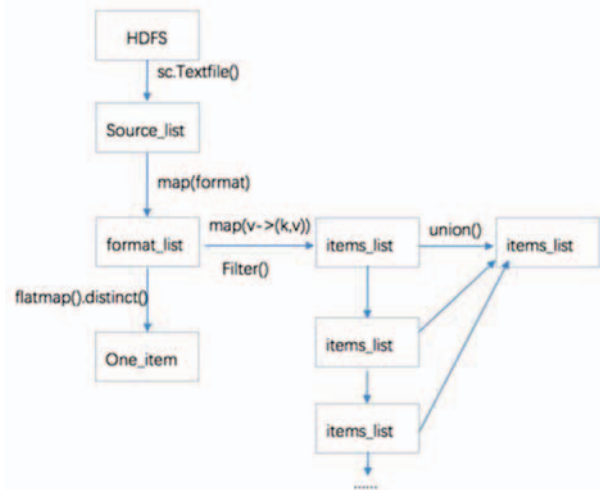 HDFS
sc.Textfile()
Source_list
map(format)
format_list
map(v->(k,v))
Filter()
items_list
union()
items_list
flatmap().distinct()
One_item
items_list
items_list
......